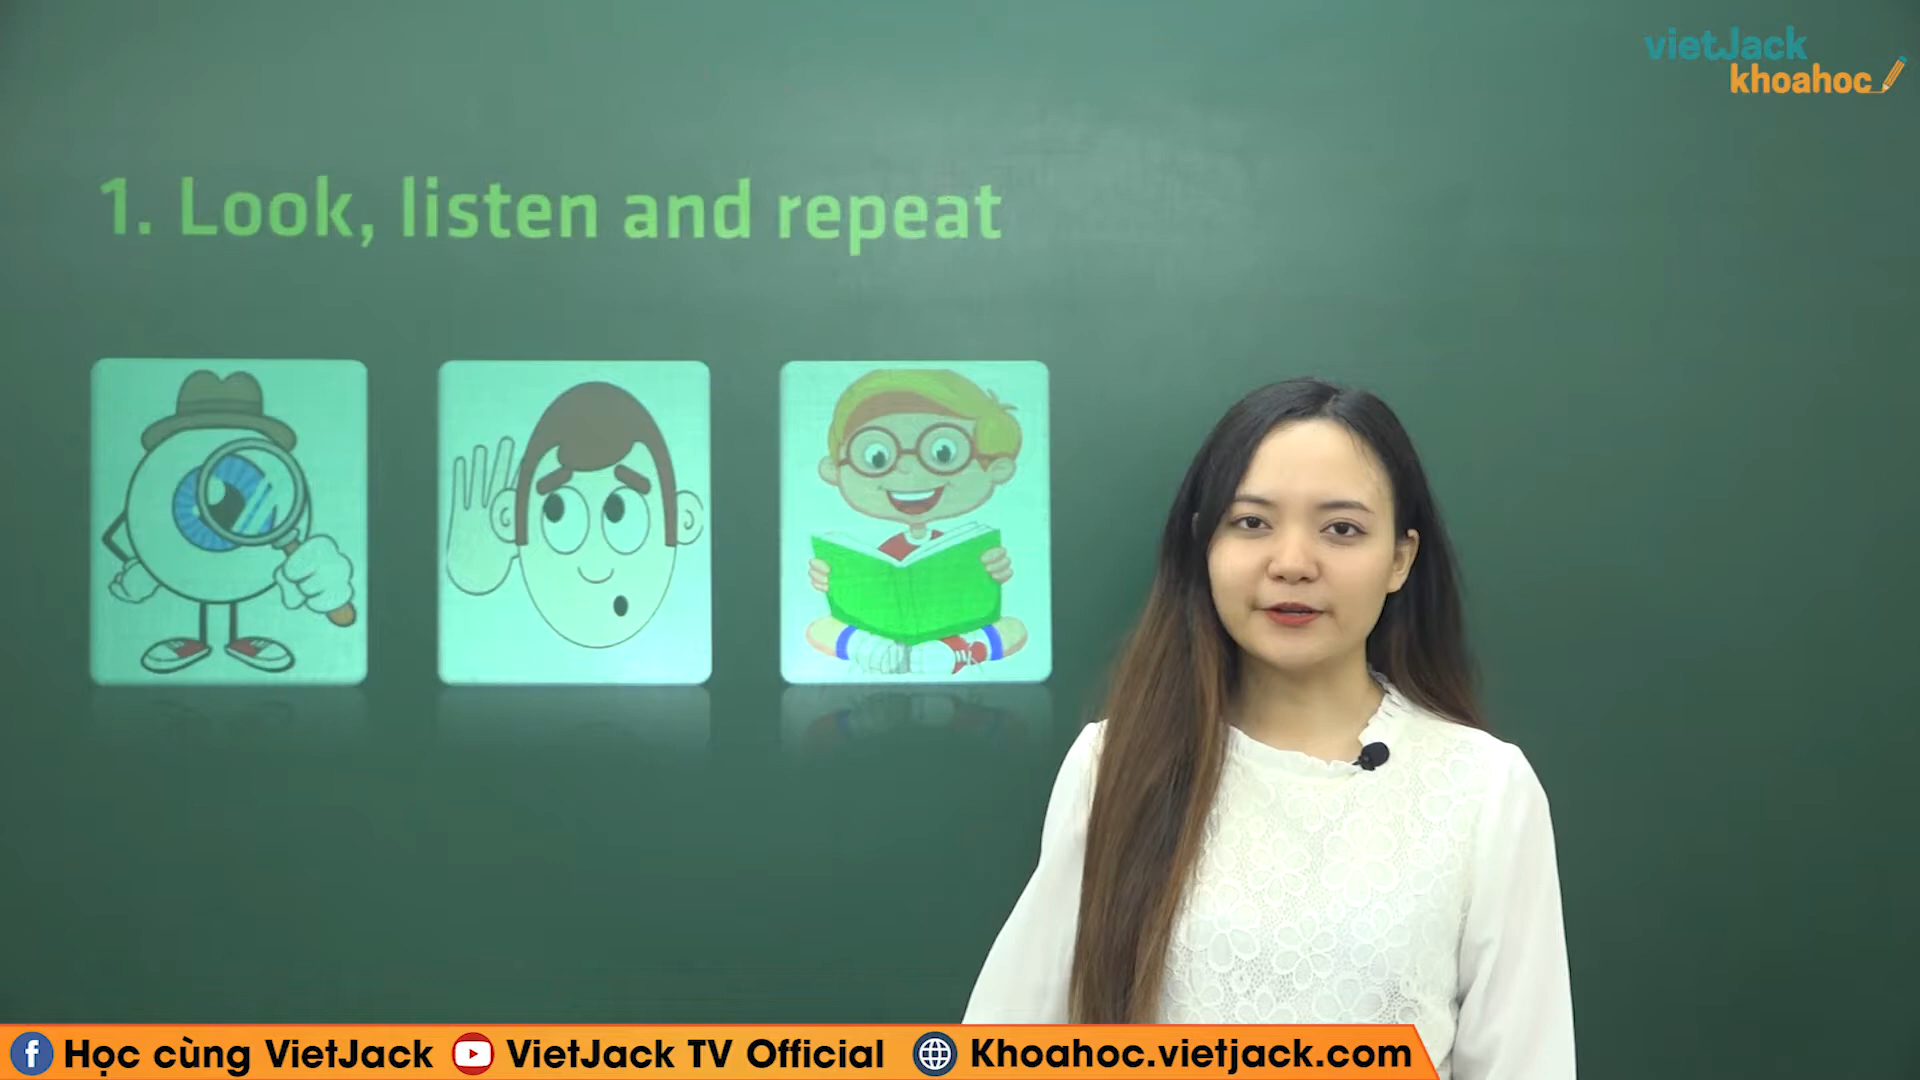 vietJack
khoahoc
1. Look, listen and repeat
Học cùng VietJack VietJack TV Official Khoahoc.vietjack.com